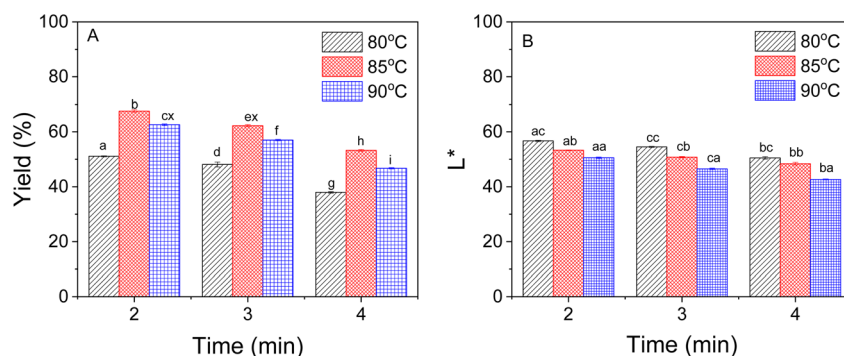 A
80°C
85°C
90°C
Yield (%)
100
80
60
40
20
0
a
b
cx
d
ex
f
g
h
i
2
3
4
Time (min)
B
80°C
85°C
90°C
L*
100
80
60
40
20
0
ac
ab
aa
cc
cb
ca
bc
bb
ba
2
3
4
Time (min)